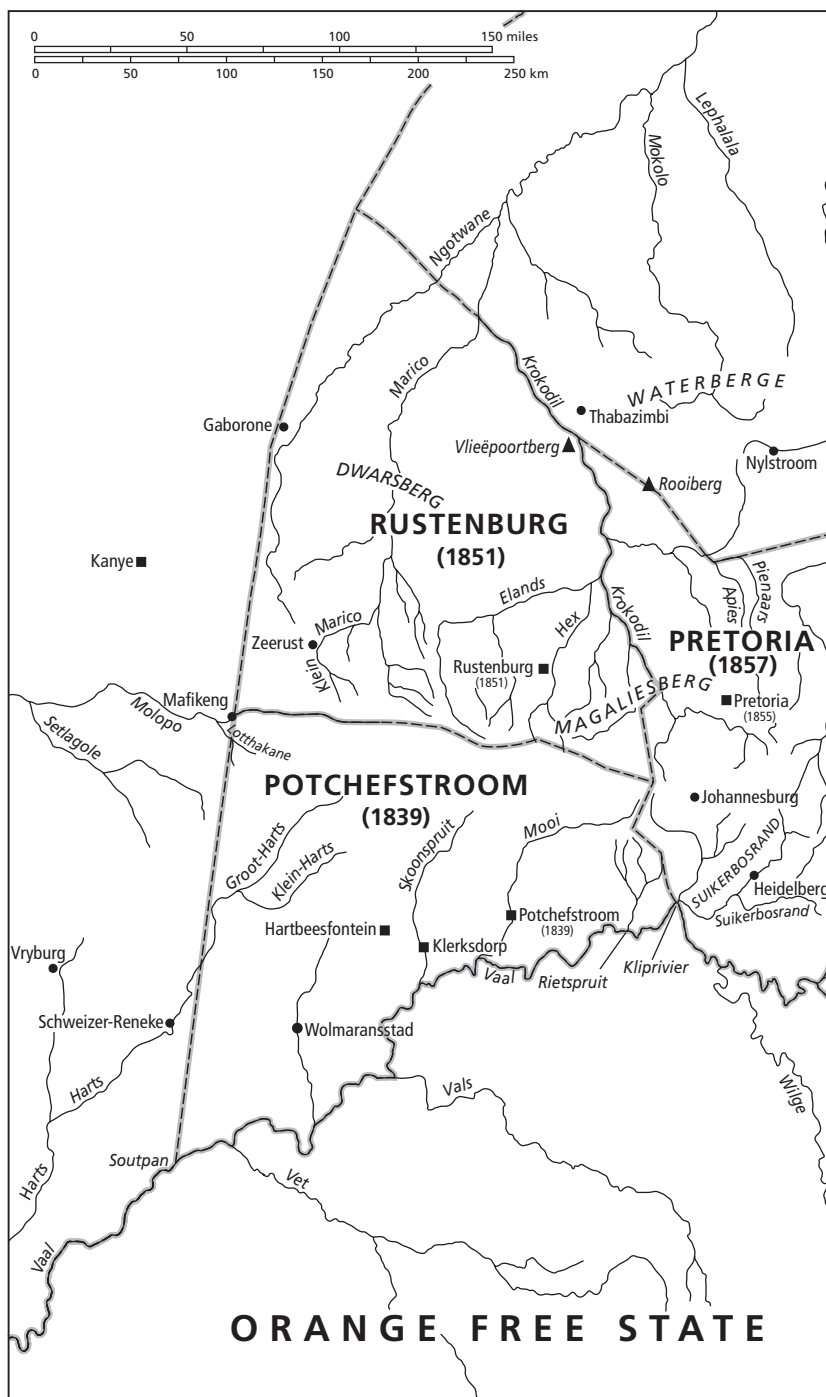 0 50 100 150 miles
0 50 100 150 200 250 km
Lephalala
Mokolo
Ngotwane
Marico
Krokodil
WATERBERGE
Thabazimbi
Gaborone
Vlieëpoortberg
Nylstroom
DWARSBERG
Rooiberg
RUSTENBURG
(1851)
Kanye
Elands
Pienaars
Apies
Hex
Krokodil
Marico
Klein
PRETORIA
(1857)
Zeerust
Rustenburg
(1851)
MAGALIESBERG
Mafikeng
Molopo
Pretoria
(1855)
Setlagole
Lotthakane
POTCHEFSTROOM
(1839)
Johannesburg
Mooi
Skoonspruit
Groot-Harts
Klein-Harts
SUIKERBOSRAND
Heidelberg
Suikerbosrand
Potchefstroom
(1839)
Hartbeesfontein
Klerksdorp
Vryburg
Vaal
Rietspruit
Kliprivier
Schweizer-Reneke
Wolmaransstad
Harts
Vals
Wilge
Soutpan
Harts
Vet
Vaal
ORANGE FREE STATE